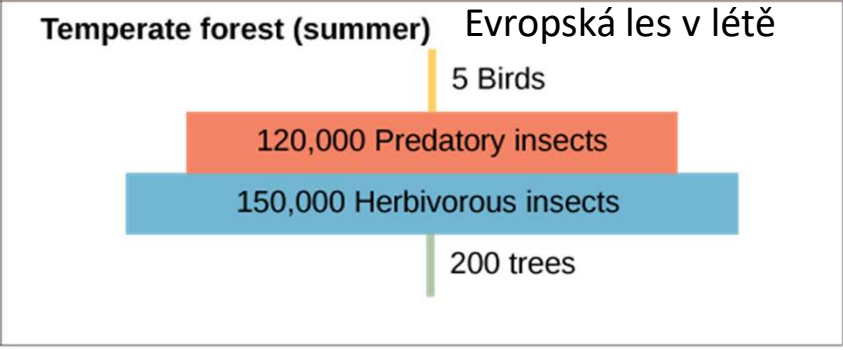 Temperate forest (summer) Evropská les v létě
5 Birds
120,000 Predatory insects
150,000 Herbivorous insects
200 trees